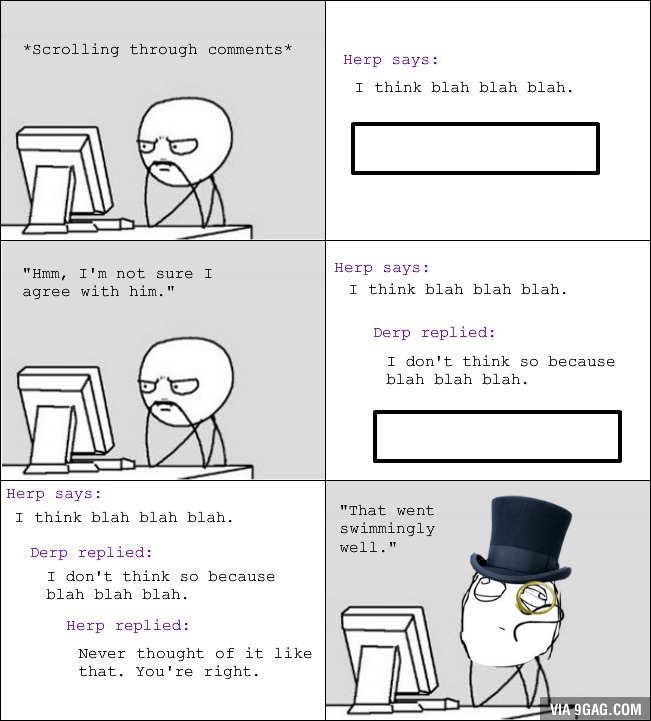 *Scrolling through comments*
Herp says:
I think blah blah blah.
"Hmm, I'm not sure I
agree with him."
Herp says:
I think blah blah blah.
Derp replied:
I don't think so because
blah blah blah.
Herp says:
I think blah blah blah.
Derp replied:
I don't think so because
blah blah blah.
Herp replied:
Never thought of it like
that. You're right.
"That went
swimmingly
well."
VIA 9GAG.COM